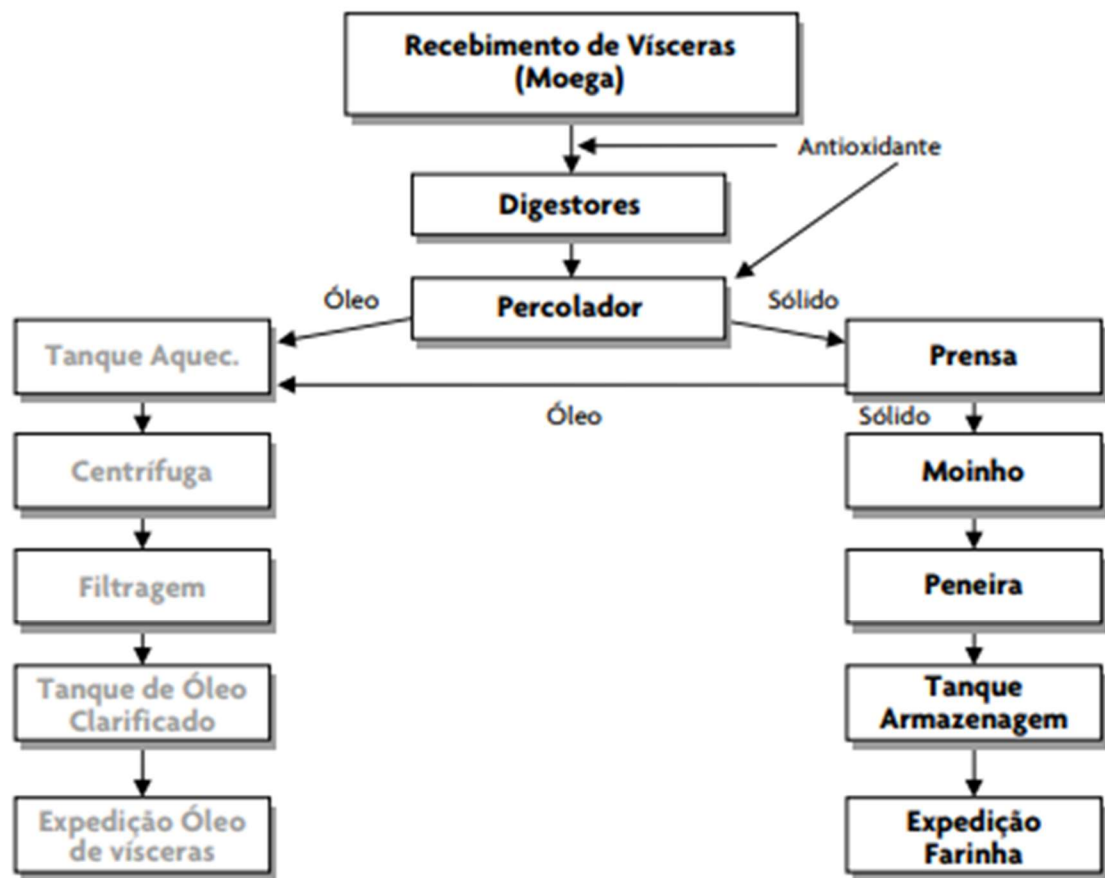 Recebimento de Vísceras
(Moega)
Antioxidante
Digestores
Óleo
Percolador
Sólido
Tanque Aquec.
Prensa
Óleo
Sólido
Centrífuga
Moinho
Filtragem
Peneira
Tanque de Óleo
Clarificado
Tanque
Armazenagem
Expedição Óleo
de vísceras
Expedição
Farinha